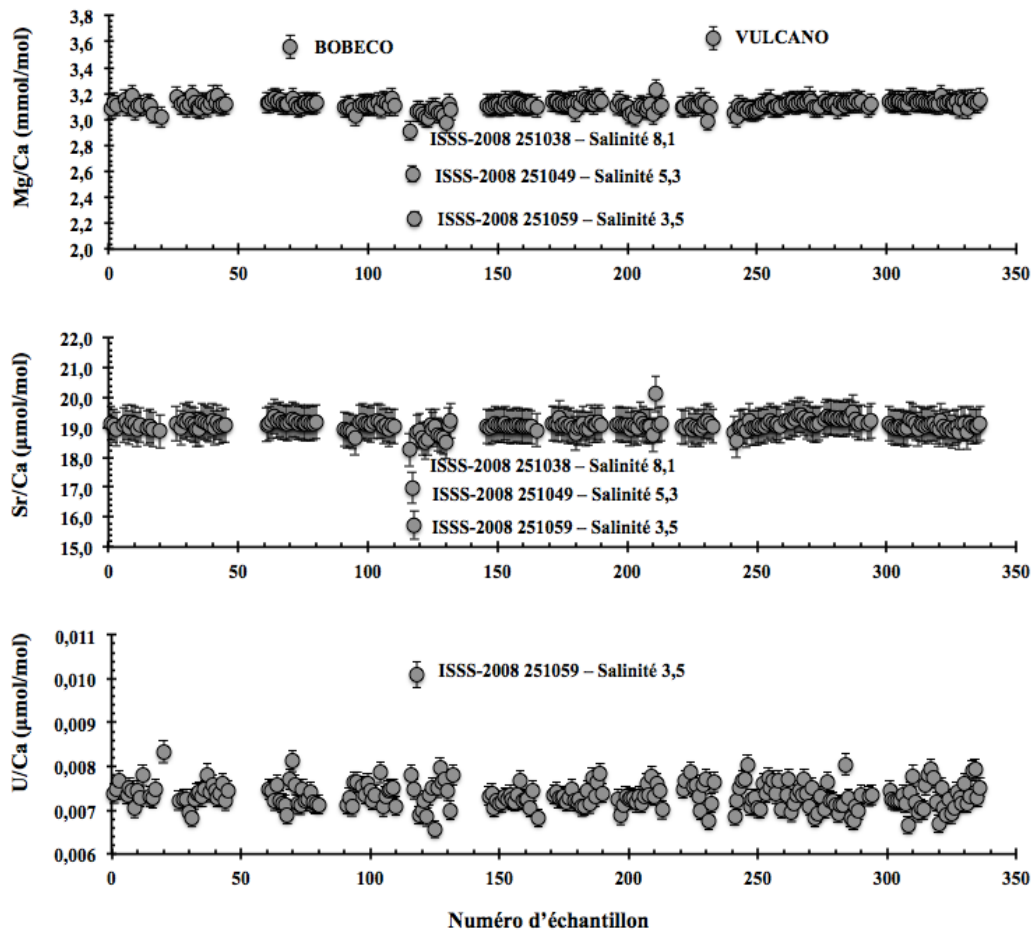 Mg/Ca (mmol/mol)
3,8
3,6
3,4
3,2
3,0
2,8
2,6
2,4
2,2
2,0
BOBECO
VULCANO
ISSS-2008 251038 – Salinité 8,1
ISSS-2008 251049 – Salinité 5,3
ISSS-2008 251059 – Salinité 3,5
0 50 100 150 200 250 300 350
Sr/Ca (µmol/mol)
22,0
21,0
20,0
19,0
18,0
17,0
16,0
15,0
ISSS-2008 251038 – Salinité 8,1
ISSS-2008 251049 – Salinité 5,3
ISSS-2008 251059 – Salinité 3,5
0 50 100 150 200 250 300 350
U/Ca (µmol/mol)
0,011
0,010
0,009
0,008
0,007
0,006
ISSS-2008 251059 – Salinité 3,5
0 50 100 150 200 250 300 350
Numéro d'échantillon